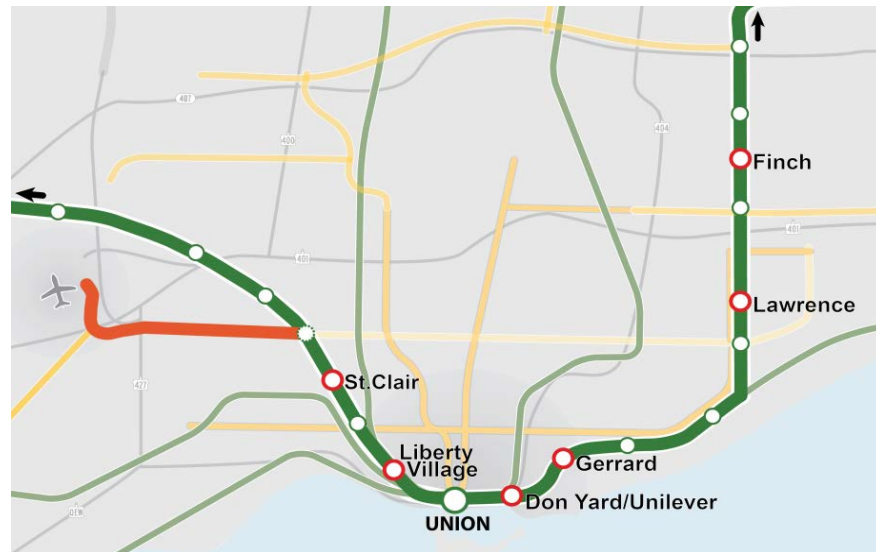 407
400
404
Finch
401
401
Lawrence
St.Clair
427
Liberty
Village
Gerrard
Don Yard/Unilever
UNION
QEW